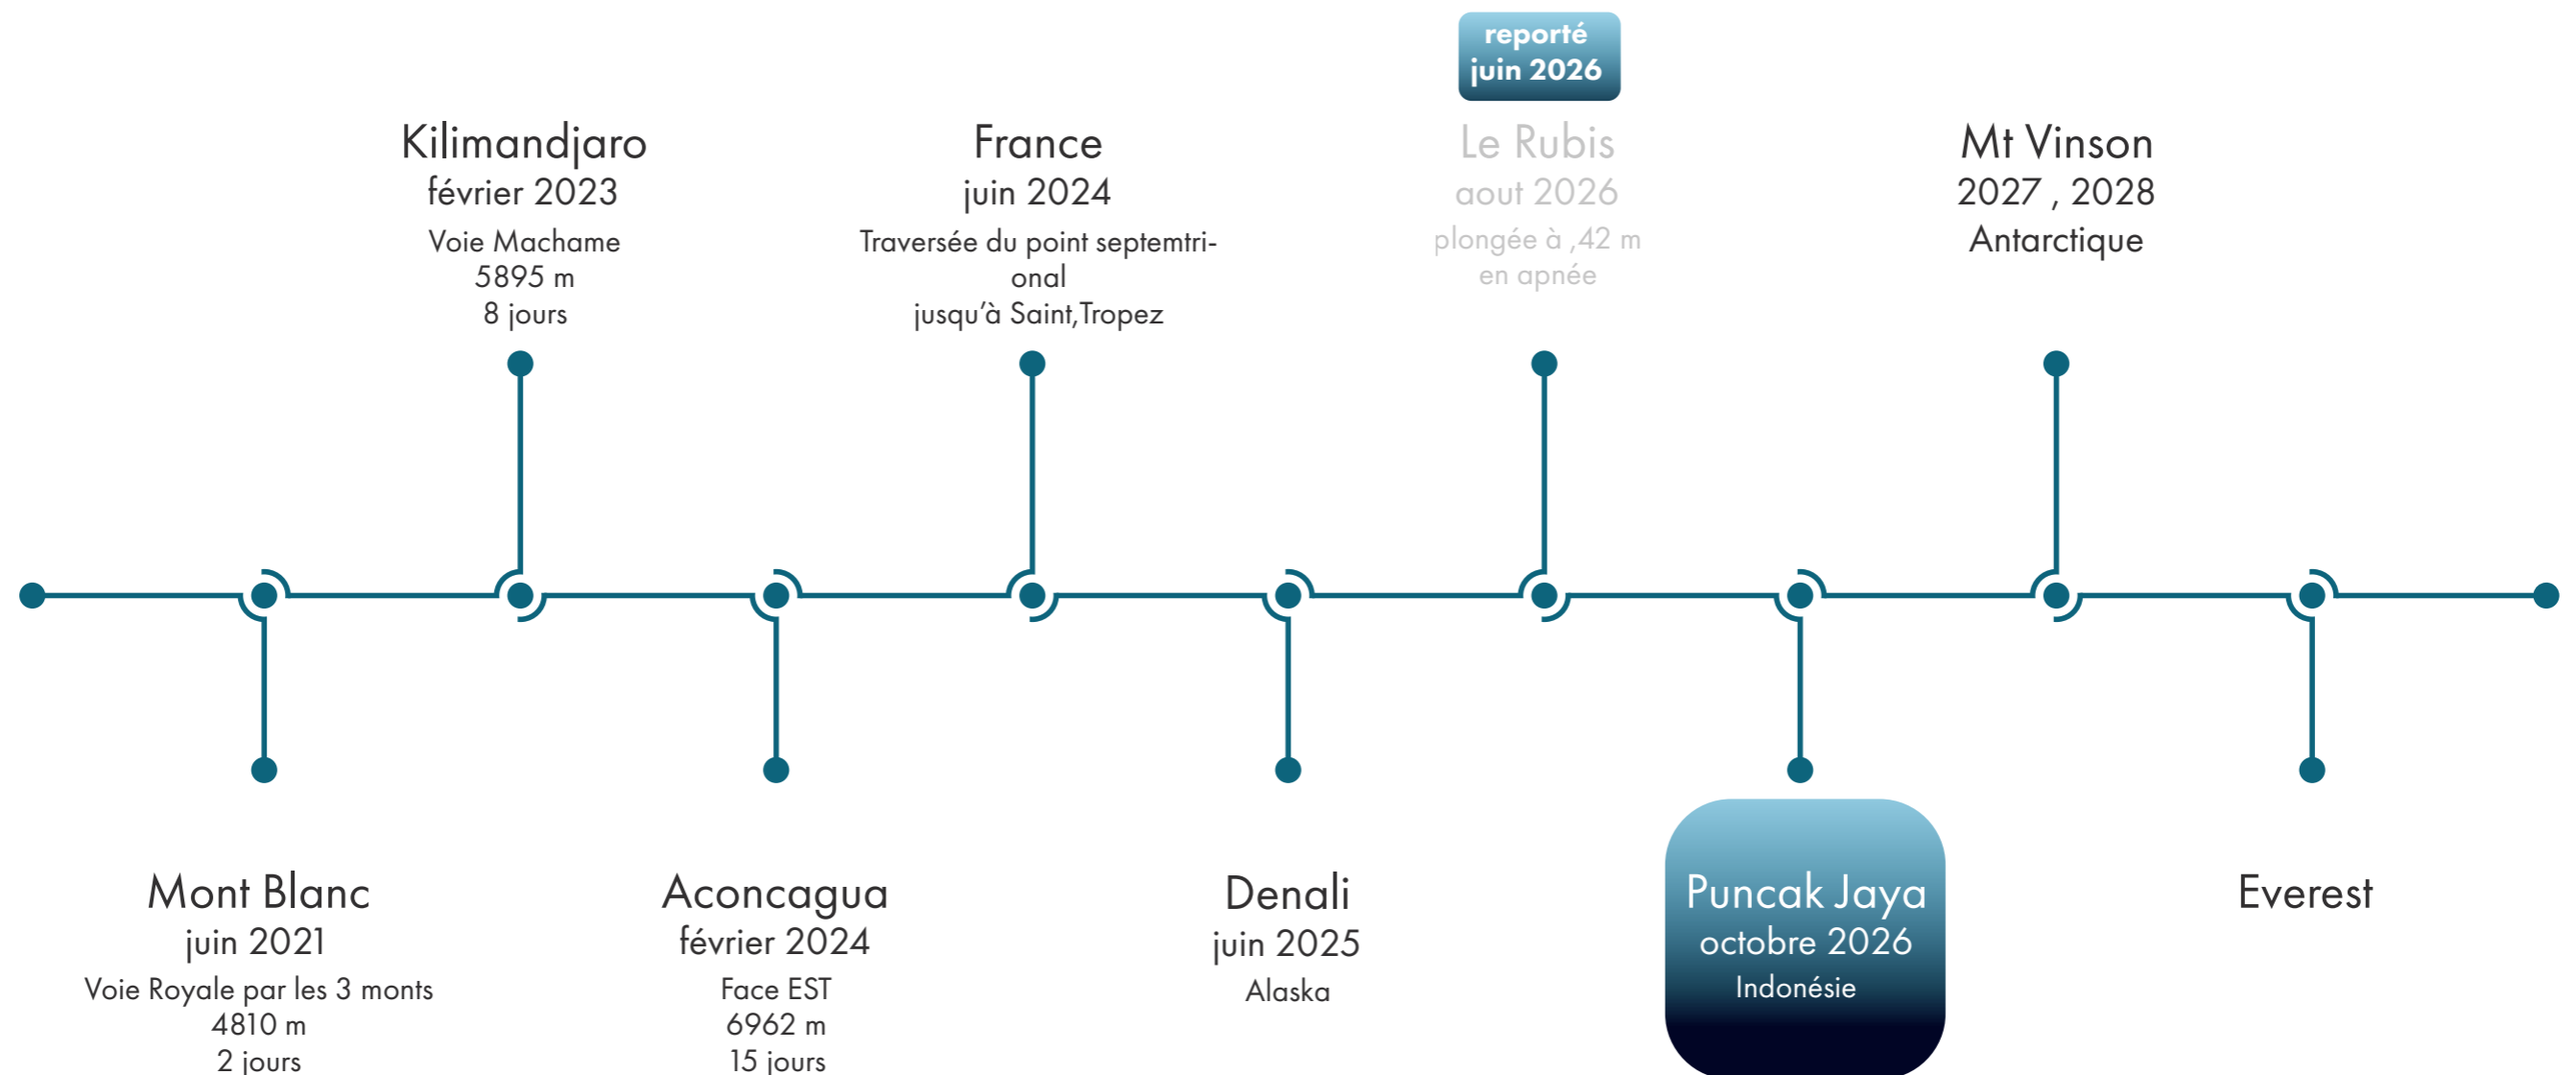 reporté
juin 2026
Kilimandjaro
février 2023
Voie Machame
5895 m
8 jours
France
juin 2024
Traversée du point septemtri-
onal
jusqu'à Saint,Tropez
Le Rubis
aout 2026
plongée à ,42 m
en apnée
Mt Vinson
2027 , 2028
Antarctique
Mont Blanc
juin 2021
Voie Royale par les 3 monts
4810 m
2 jours
Aconcagua
février 2024
Face EST
6962 m
15 jours
Denali
juin 2025
Alaska
Puncak Jaya
octobre 2026
Indonésie
Everest